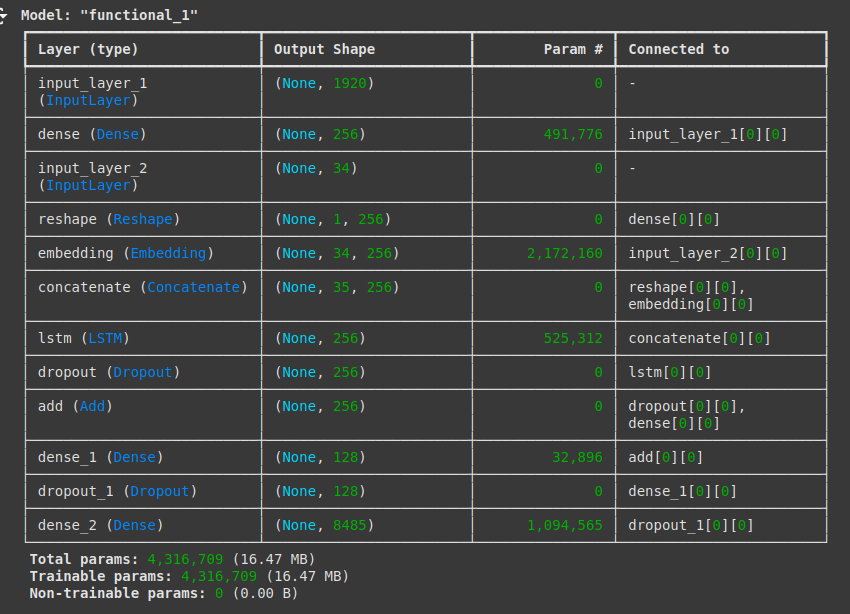 Model: "functional_1"
Layer (type) Output Shape Param # Connected to
input_layer_1 (None, 1920) 0 -
(InputLayer)
dense (Dense) (None, 256) 491,776 input_layer_1[0][0]
input_layer_2 (None, 34) 0 -
(InputLayer)
reshape (Reshape) (None, 1, 256) 0 dense[0][0]
embedding (Embedding) (None, 34, 256) 2,172,160 input_layer_2[0][0]
concatenate (Concatenate) (None, 35, 256) 0 reshape[0][0],
embedding[0][0]
lstm (LSTM) (None, 256) 525,312 concatenate[0][0]
dropout (Dropout) (None, 256) 0 lstm[0][0]
add (Add) (None, 256) 0 dropout[0][0],
dense[0][0]
dense_1 (Dense) (None, 128) 32,896 add[0][0]
dropout_1 (Dropout) (None, 128) 0 dense_1[0][0]
dense_2 (Dense) (None, 8485) 1,094,565 dropout_1[0][0]
Total params: 4,316,709 (16.47 MB)
Trainable params: 4,316,709 (16.47 MB)
Non-trainable params: 0 (0.00 B)